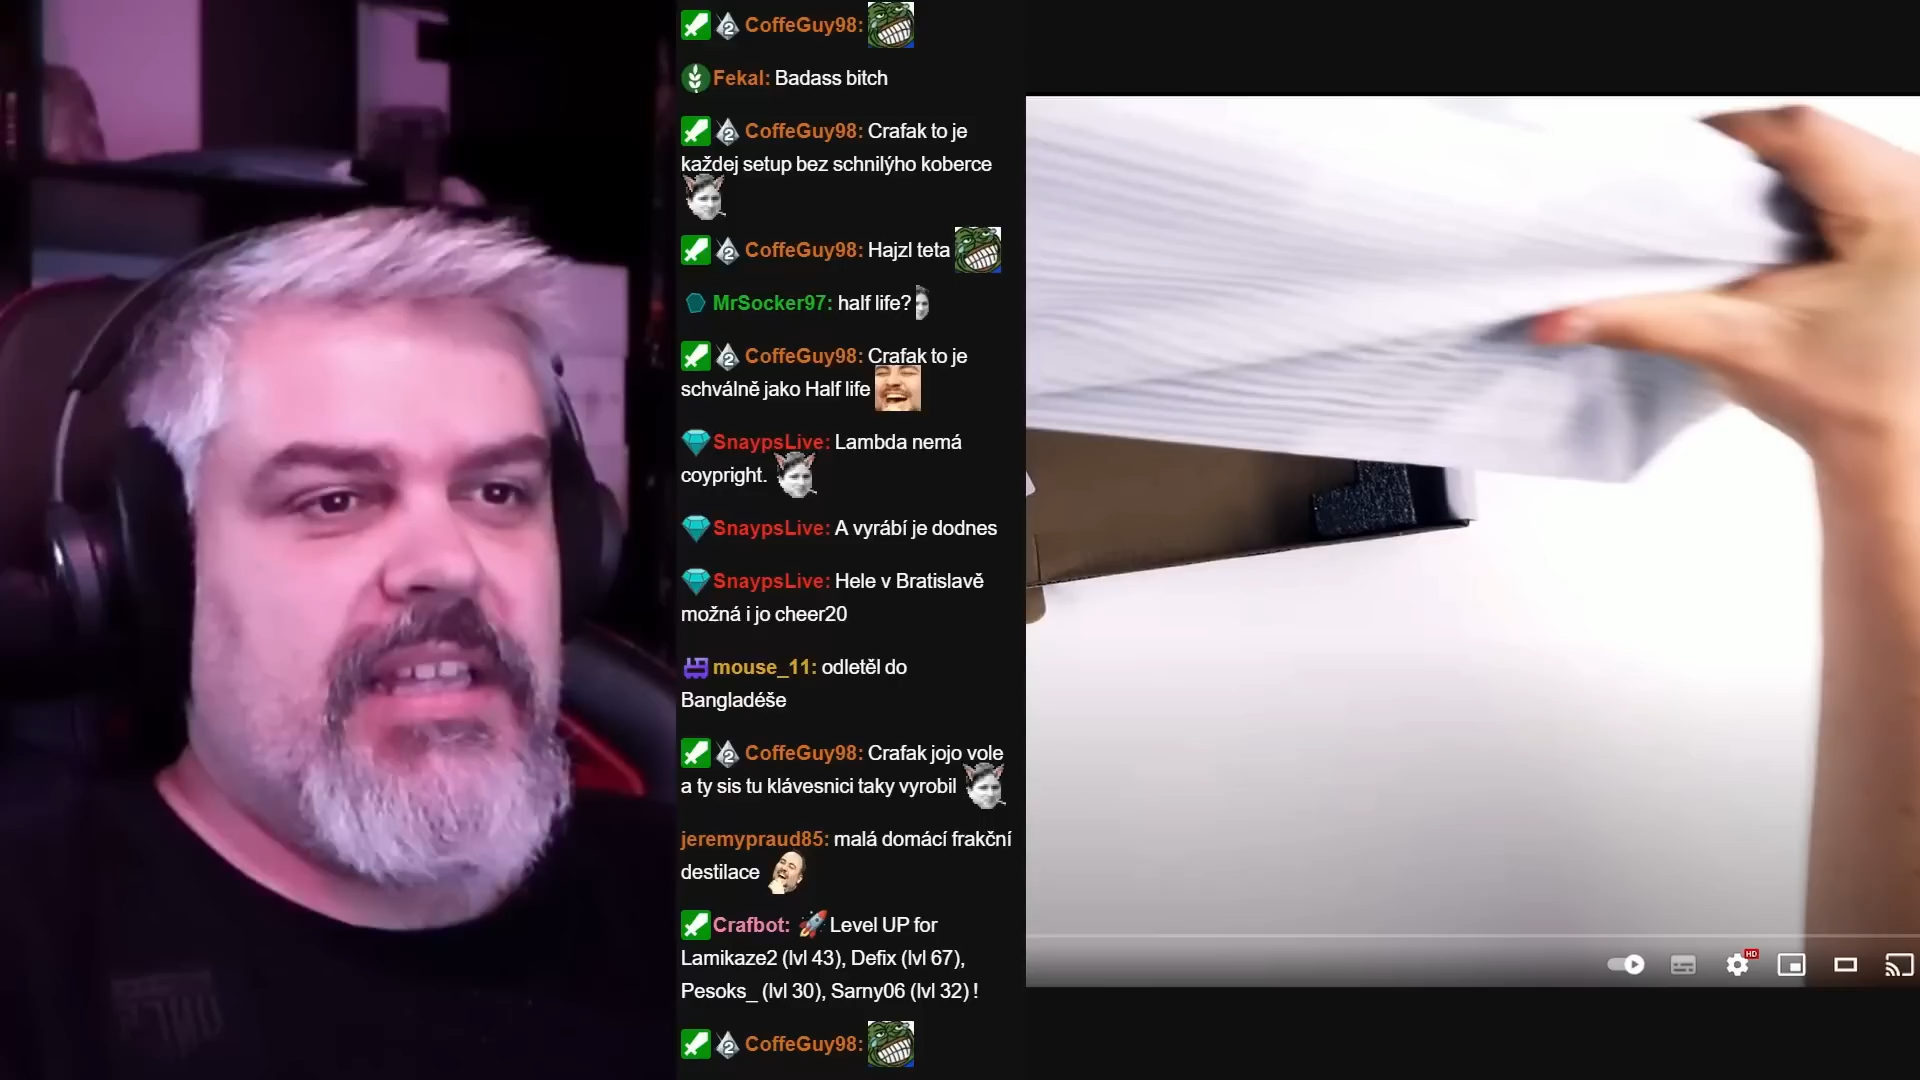 CoffeGuy98:
Fekal: Badass bitch
CoffeGuy98: Crafak to je
každej setup bez schnilýho koberce
CoffeGuy98: Hajzl teta
MrSocker97: half life?
CoffeGuy98: Crafak to je
schválně jako Half life
SnaypsLive: Lambda nemá
coypright.
SnaypsLive: A vyrábí je dodnes
SnaypsLive: Hele v Bratislavě
možná i jo cheer20
mouse_11: odletěl do
Bangladéše
CoffeGuy98: Crafak jojo vole
a ty sis tu klávesnici taky vyrobil
jeremypraud85: malá domácí frakční
destilace
Crafbot: 🚀 Level UP for
Lamikaze2 (lvl 43), Defix (lvl 67),
Pesoks_ (lvl 30), Sarny06 (lvl 32) !
CoffeGuy98:
HD